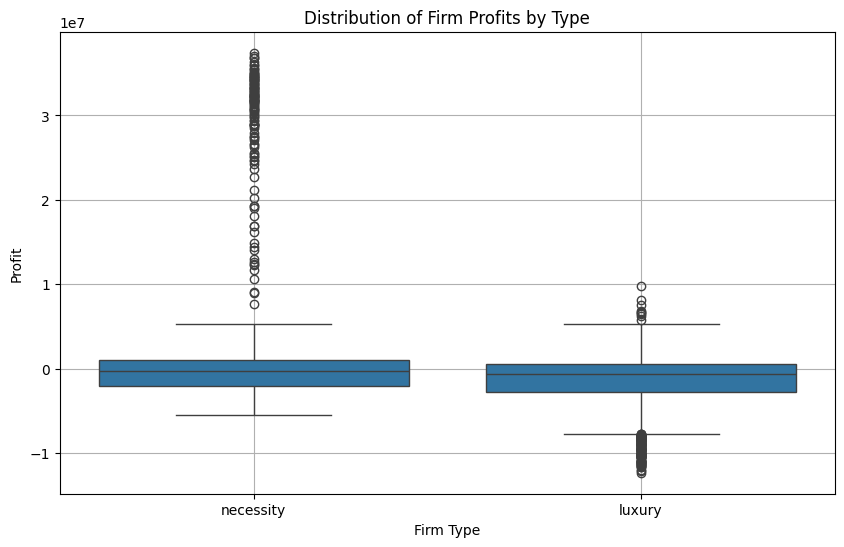 Distribution of Firm Profits by Type
1e7
3
2
1
0
−1
Profit
necessity
luxury
Firm Type